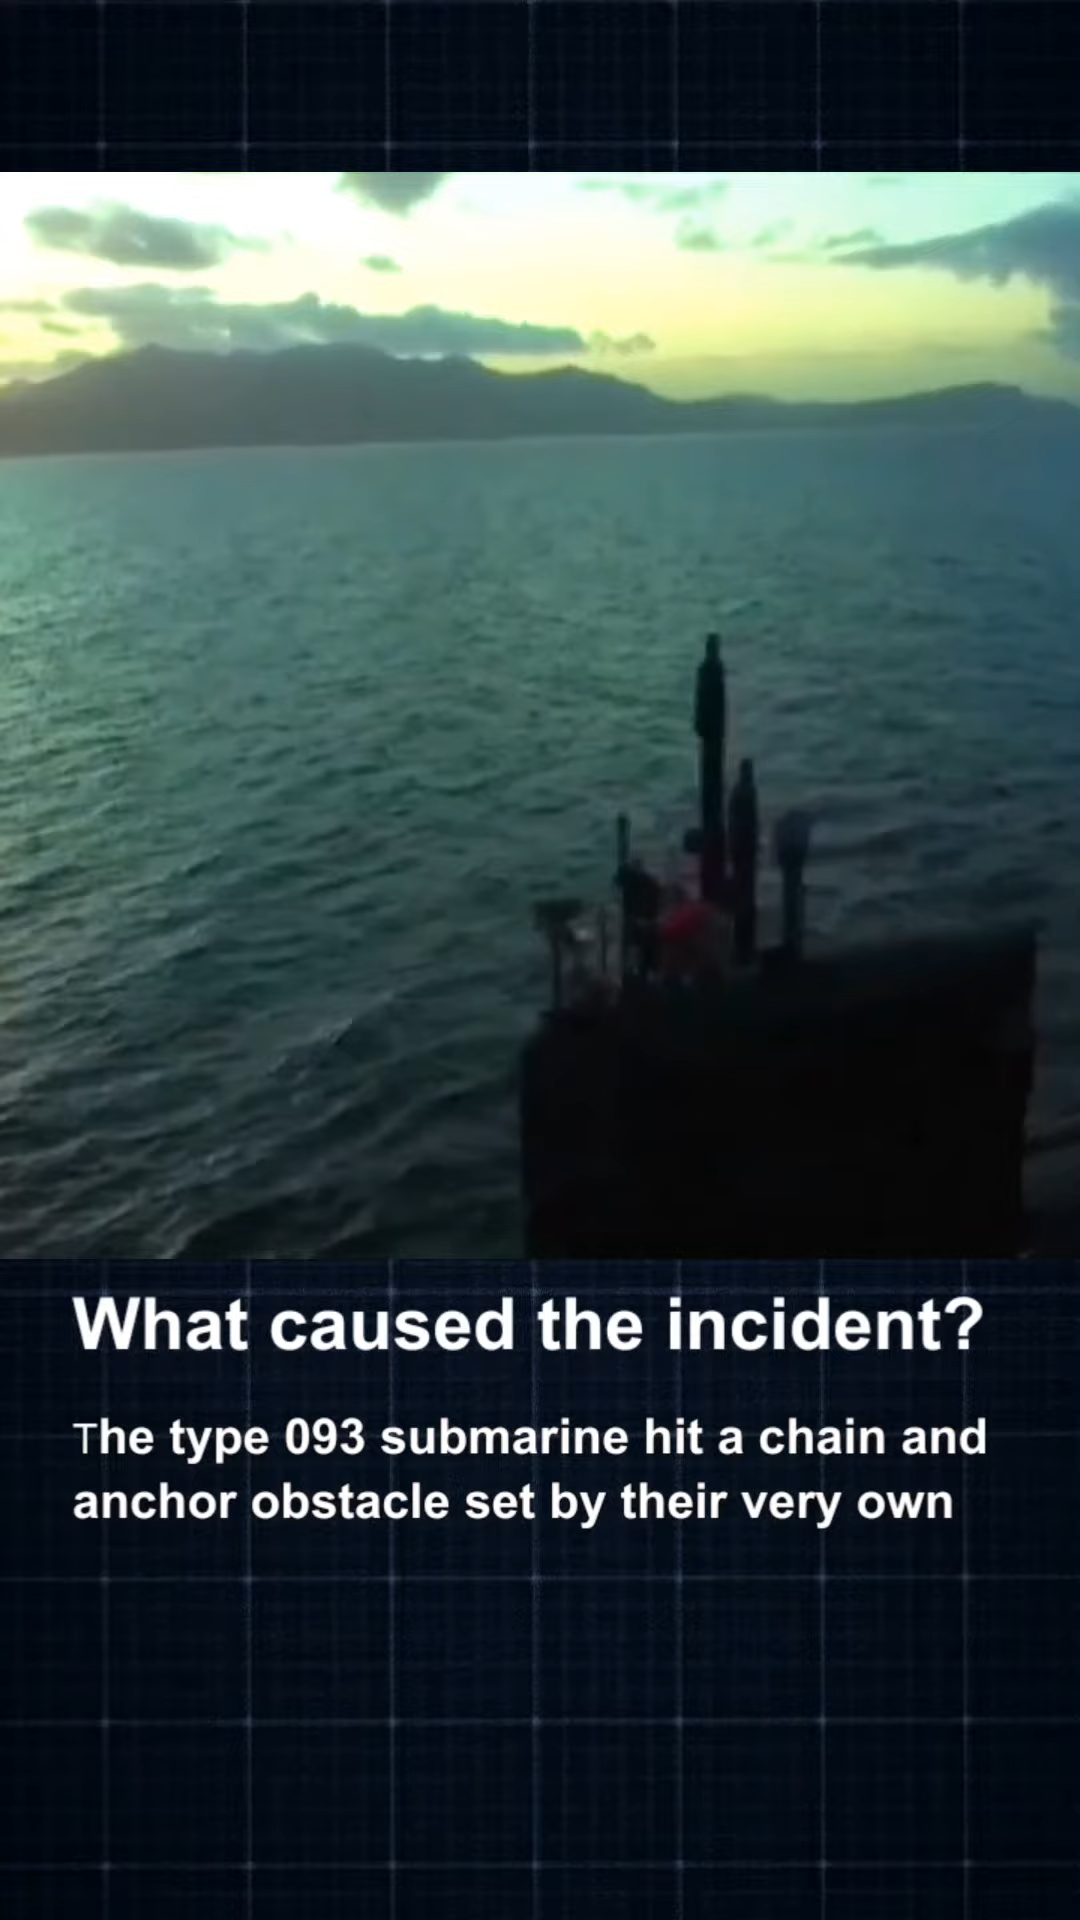 What caused the incident?
The type 093 submarine hit a chain and
anchor obstacle set by their very own